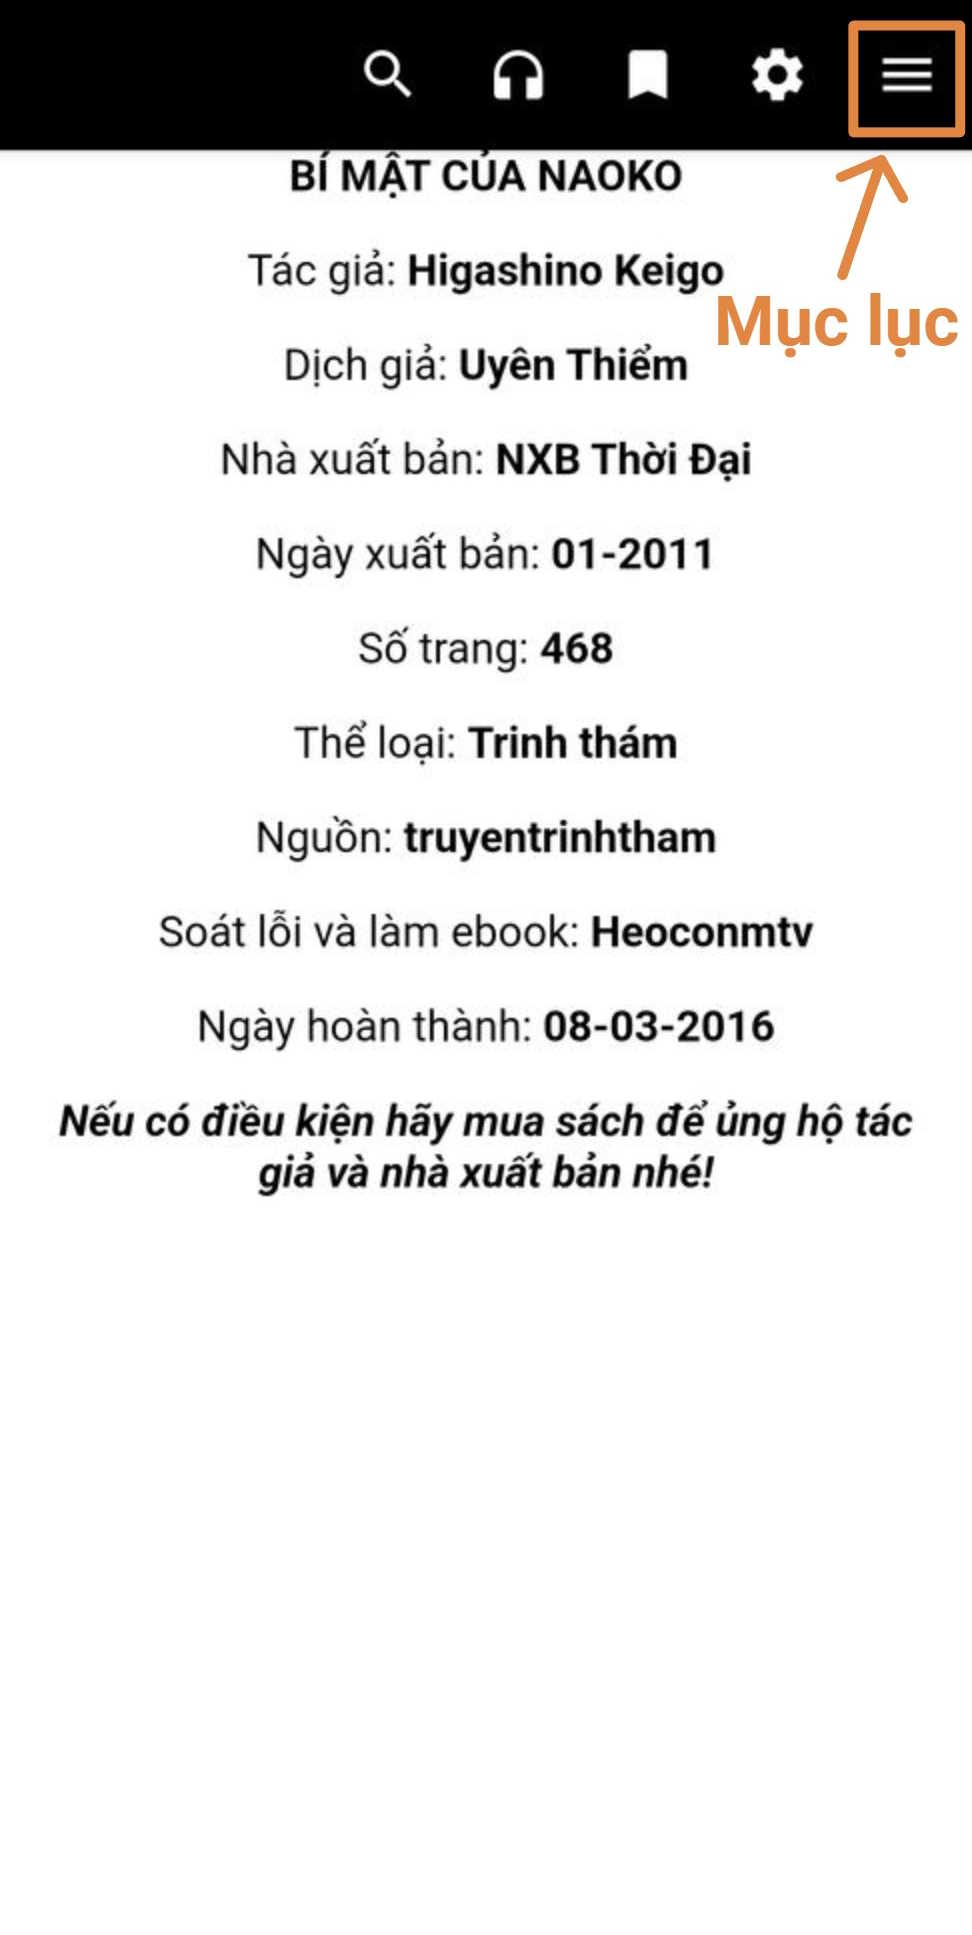 BÍ MẬT CỦA NAOKO
Tác giả: Higashino Keigo
Mục lục
Dịch giả: Uyên Thiểm
Nhà xuất bản: NXB Thời Đại
Ngày xuất bản: 01-2011
Số trang: 468
Thể loại: Trinh thám
Nguồn: truyentrinhtham
Soát lỗi và làm ebook: Heoconmtv
Ngày hoàn thành: 08-03-2016
Nếu có điều kiện hãy mua sách để ủng hộ tác
giả và nhà xuất bản nhé!